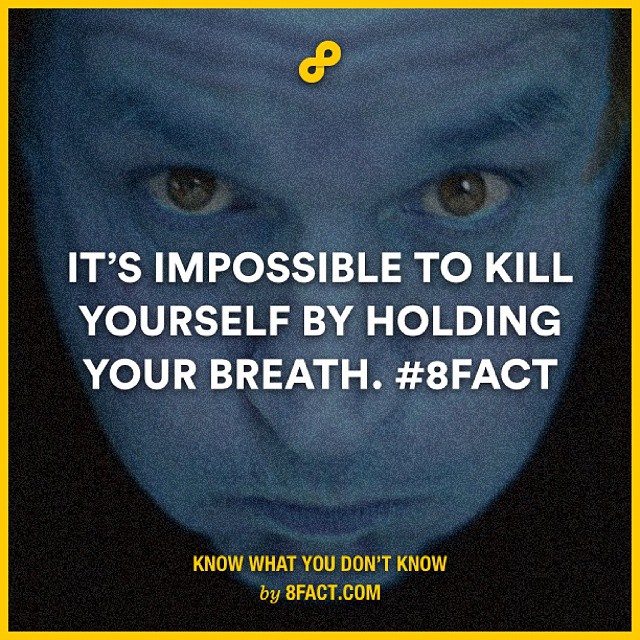 IT'S IMPOSSIBLE TO KILL
YOURSELF BY HOLDING
YOUR BREATH. #8FACT
KNOW WHAT YOU DON'T KNOW
by 8FACT.COM